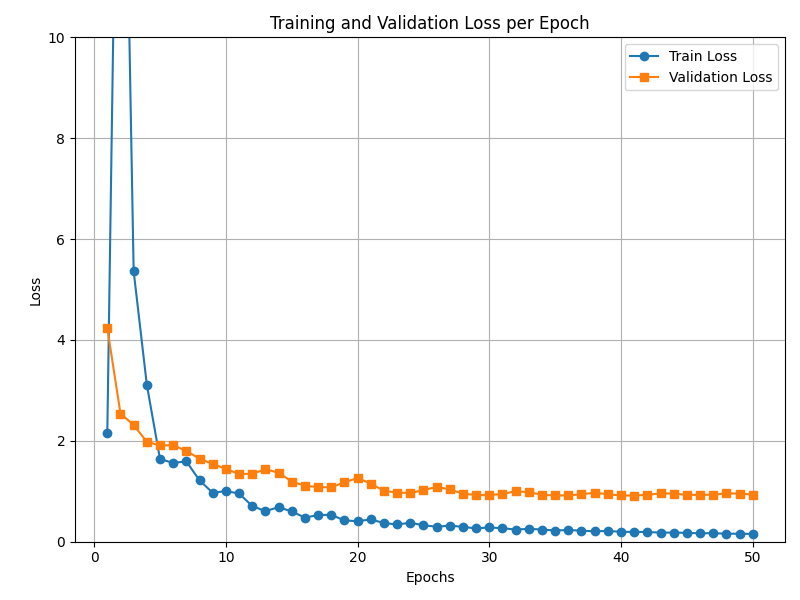 Training and Validation Loss per Epoch
Train Loss
Validation Loss
Loss
10
8
6
4
2
0
0 10 20 30 40 50
Epochs